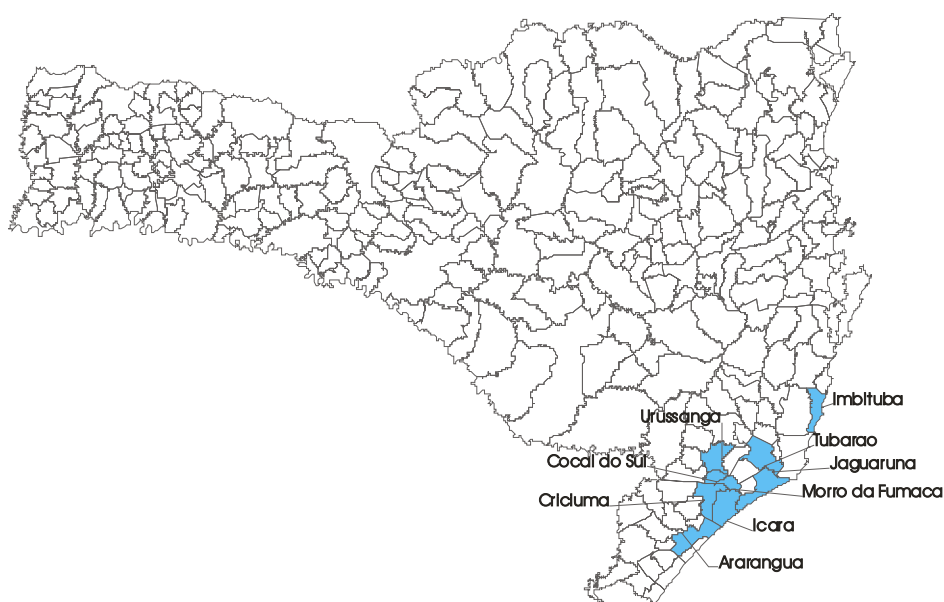 Imbituba
Urussanga
Tubarao
Cocal do Sul
Jaguaruna
Morro da Fumaca
Criciuma
Icara
Ararangua